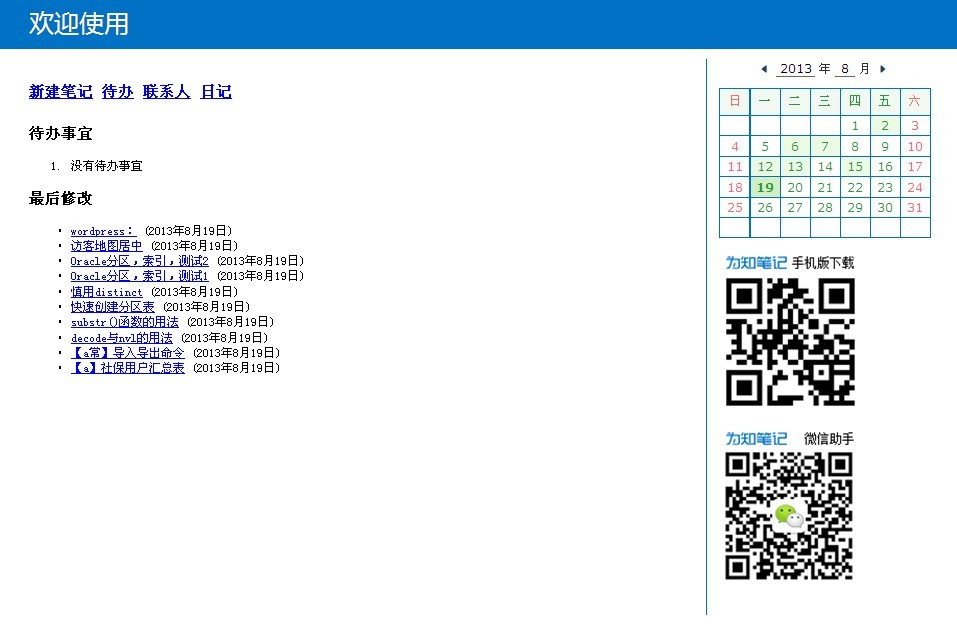 欢迎使用
新建笔记 待办 联系人 日记
待办事宜
1. 没有待办事宜
最后修改
• wordpress： (2013年8月19日)
• 访客地图居中 (2013年8月19日)
• Oracle分区，索引，测试2 (2013年8月19日)
• Oracle分区，索引，测试1 (2013年8月19日)
• 慎用distinct (2013年8月19日)
• 快速创建分区表 (2013年8月19日)
• substr()函数的用法 (2013年8月19日)
• decode与nvl的用法 (2013年8月19日)
• 【a常】导入导出命令 (2013年8月19日)
• 【a】社保用户汇总表 (2013年8月19日)
2013 年 8 月
日 一 二 三 四 五 六
1 2 3
4 5 6 7 8 9 10
11 12 13 14 15 16 17
18 19 20 21 22 23 24
25 26 27 28 29 30 31
为知笔记 手机版下载
为知笔记 微信助手